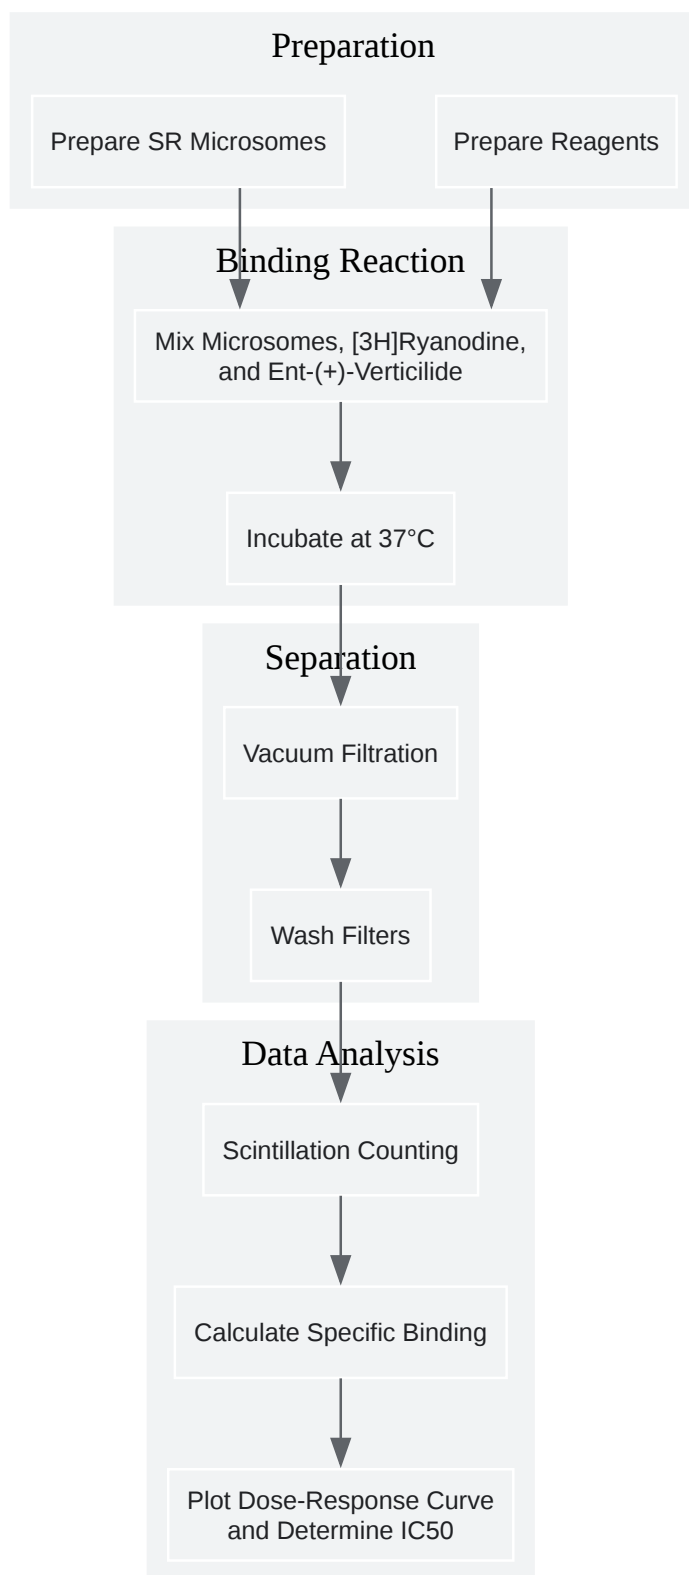 Preparation
Prepare SR Microsomes
Prepare Reagents
Binding Reaction
Mix Microsomes, [3H]Ryanodine,
and Ent-(+)-Verticilide
Incubate at 37°C
Separation
Vacuum Filtration
Wash Filters
Data Analysis
Scintillation Counting
Calculate Specific Binding
Plot Dose-Response Curve
and Determine IC50